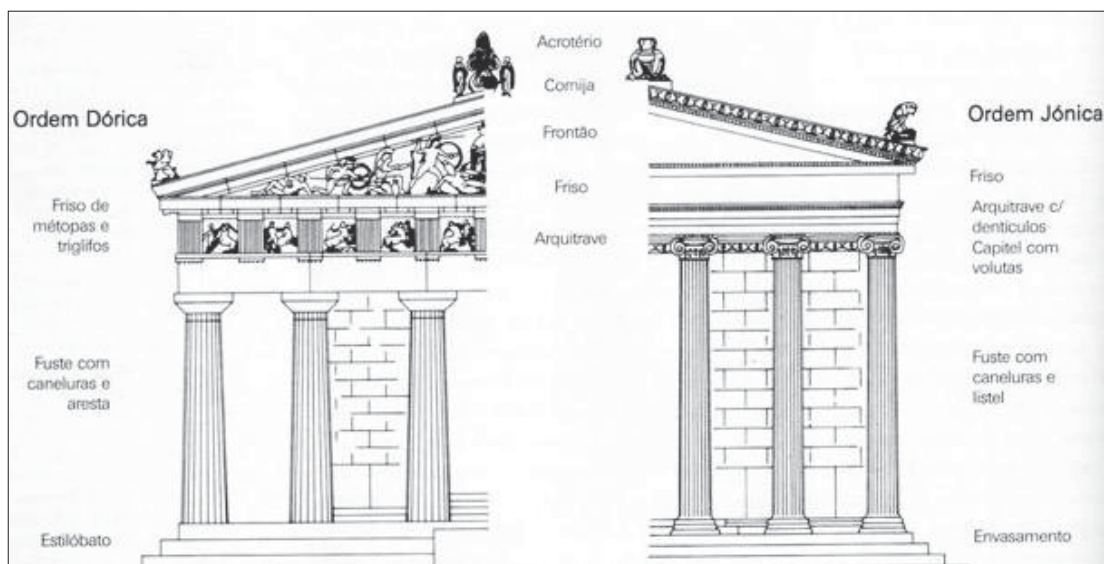 Ordem Dórica
Friso de
métopas e
triglifos
Fuste com
caneluras e
aresta
Estilóbato
Acrotério
Cornija
Frontão
Friso
Arquitrave
Ordem Jónica
Friso
Arquitrave c/
dentículos
Capitel com
volutas
Fuste com
caneluras e
listel
Envasamento